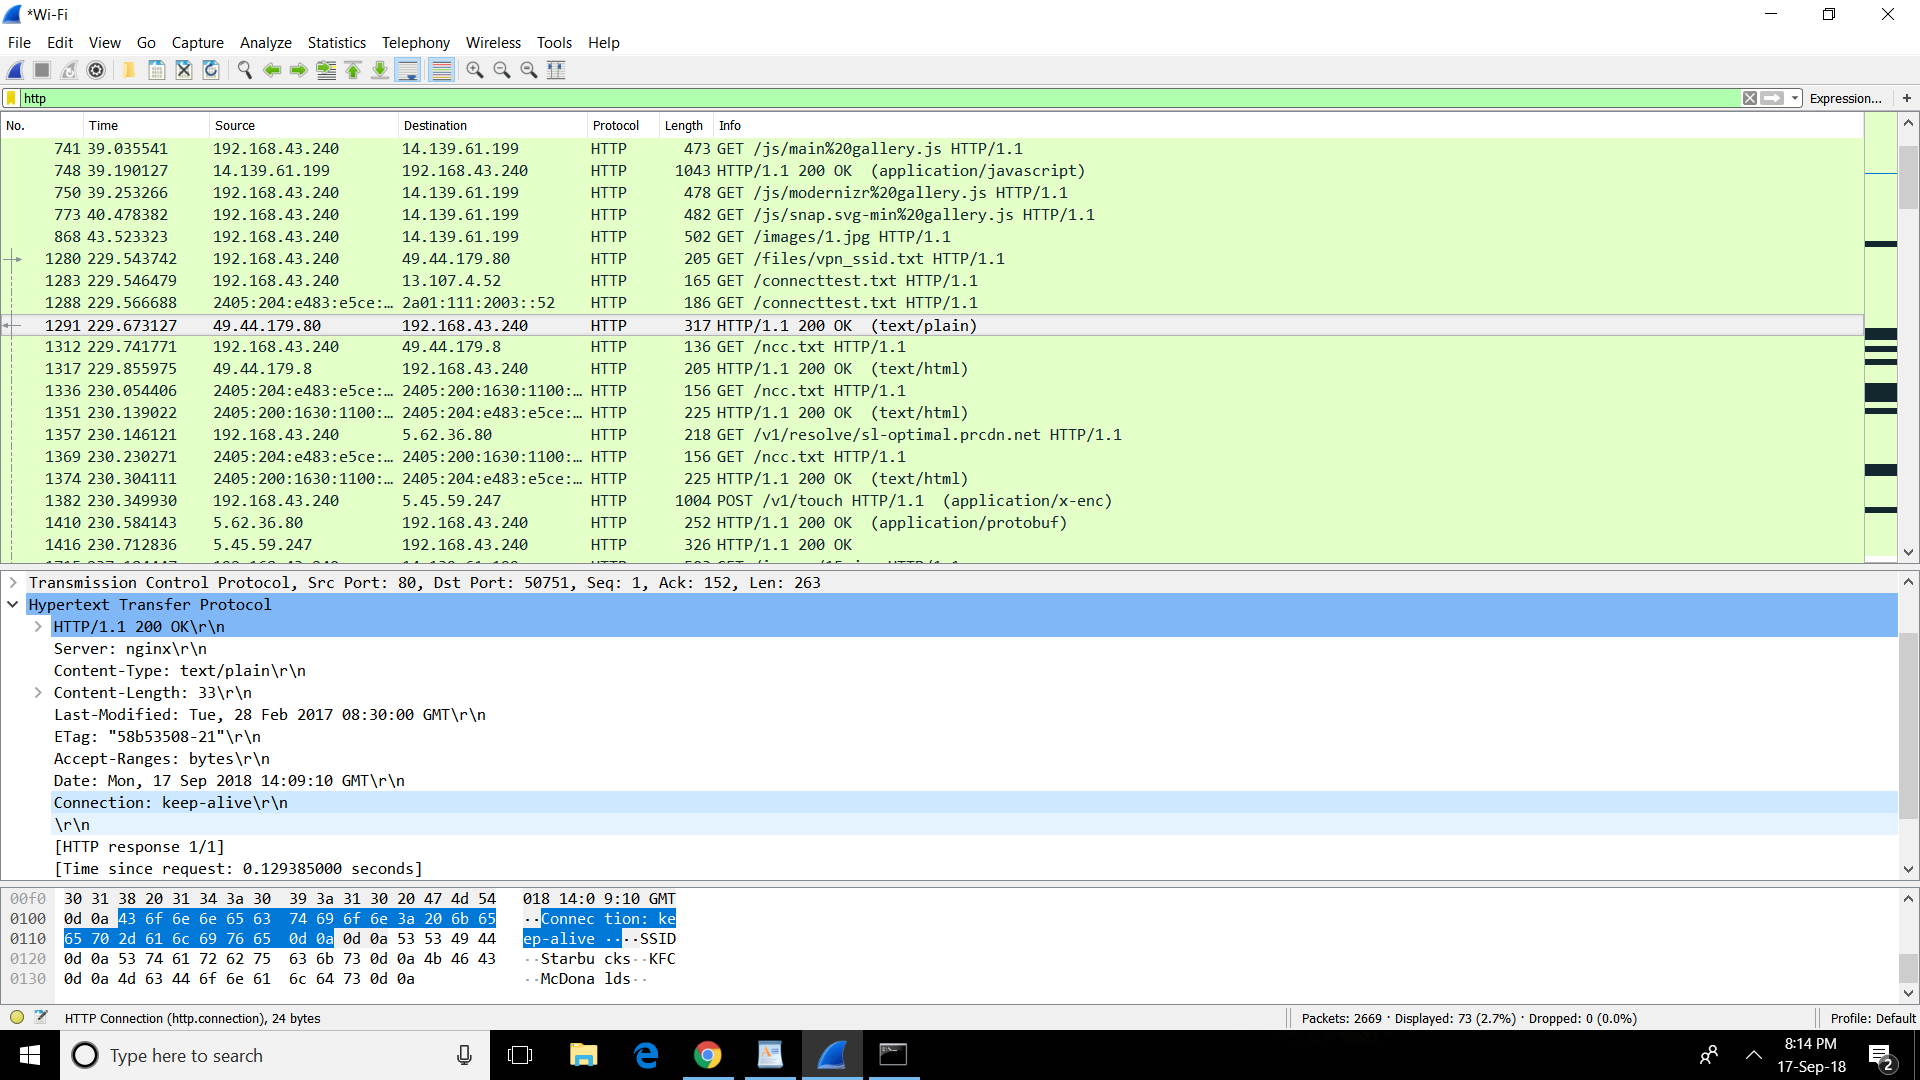 *Wi-Fi
File Edit View Go Capture Analyze Statistics Telephony Wireless Tools Help
http Expression... +
No. Time Source Destination Protocol Length Info
741 39.035541 192.168.43.240 14.139.61.199 HTTP 473 GET /js/main%20gallery.js HTTP/1.1
748 39.190127 14.139.61.199 192.168.43.240 HTTP 1043 HTTP/1.1 200 OK (application/javascript)
750 39.253266 192.168.43.240 14.139.61.199 HTTP 478 GET /js/modernizr%20gallery.js HTTP/1.1
773 40.478382 192.168.43.240 14.139.61.199 HTTP 482 GET /js/snap.svg-min%20gallery.js HTTP/1.1
868 43.523323 192.168.43.240 14.139.61.199 HTTP 502 GET /images/1.jpg HTTP/1.1
1280 229.543742 192.168.43.240 49.44.179.80 HTTP 205 GET /files/vpn_ssid.txt HTTP/1.1
1283 229.546479 192.168.43.240 13.107.4.52 HTTP 165 GET /connecttest.txt HTTP/1.1
1288 229.566688 2405:204:e483:e5ce:… 2a01:111:2003::52 HTTP 186 GET /connecttest.txt HTTP/1.1
1291 229.673127 49.44.179.80 192.168.43.240 HTTP 317 HTTP/1.1 200 OK (text/plain)
1312 229.741771 192.168.43.240 49.44.179.8 HTTP 136 GET /ncc.txt HTTP/1.1
1317 229.855975 49.44.179.8 192.168.43.240 HTTP 205 HTTP/1.1 200 OK (text/html)
1336 230.054406 2405:204:e483:e5ce:… 2405:200:1630:1100:… HTTP 156 GET /ncc.txt HTTP/1.1
1351 230.139022 2405:200:1630:1100:… 2405:204:e483:e5ce:… HTTP 225 HTTP/1.1 200 OK (text/html)
1357 230.146121 192.168.43.240 5.62.36.80 HTTP 218 GET /v1/resolve/sl-optimal.prcdn.net HTTP/1.1
1369 230.230271 2405:204:e483:e5ce:… 2405:200:1630:1100:… HTTP 156 GET /ncc.txt HTTP/1.1
1374 230.304111 2405:200:1630:1100:… 2405:204:e483:e5ce:… HTTP 225 HTTP/1.1 200 OK (text/html)
1382 230.349930 192.168.43.240 5.45.59.247 HTTP 1004 POST /v1/touch HTTP/1.1 (application/x-enc)
1410 230.584143 5.62.36.80 192.168.43.240 HTTP 252 HTTP/1.1 200 OK (application/protobuf)
1416 230.712836 5.45.59.247 192.168.43.240 HTTP 326 HTTP/1.1 200 OK
Transmission Control Protocol, Src Port: 80, Dst Port: 50751, Seq: 1, Ack: 152, Len: 263
Hypertext Transfer Protocol
HTTP/1.1 200 OK\r\n
Server: nginx\r\n
Content-Type: text/plain\r\n
Content-Length: 33\r\n
Last-Modified: Tue, 28 Feb 2017 08:30:00 GMT\r\n
ETag: "58b53508-21"\r\n
Accept-Ranges: bytes\r\n
Date: Mon, 17 Sep 2018 14:09:10 GMT\r\n
Connection: keep-alive\r\n
\r\n
[HTTP response 1/1]
[Time since request: 0.129385000 seconds]
00f0 30 31 38 20 31 34 3a 30 39 3a 31 30 20 47 4d 54 018 14:0 9:10 GMT
0100 0d 0a 43 6f 6e 6e 65 63 74 69 6f 6e 3a 20 6b 65 ··Connec tion: ke
0110 65 70 2d 61 6c 69 76 65 0d 0a 0d 0a 53 53 49 44 ep-alive ····SSID
0120 0d 0a 53 74 61 72 62 75 63 6b 73 0d 0a 4b 46 43 ··Starbu cks··KFC
0130 0d 0a 4d 63 44 6f 6e 61 6c 64 73 0d 0a ··McDona lds··
HTTP Connection (http.connection), 24 bytes Packets: 2669 · Displayed: 73 (2.7%) · Dropped: 0 (0.0%) Profile: Default
Type here to search
8:14 PM
17-Sep-18
2